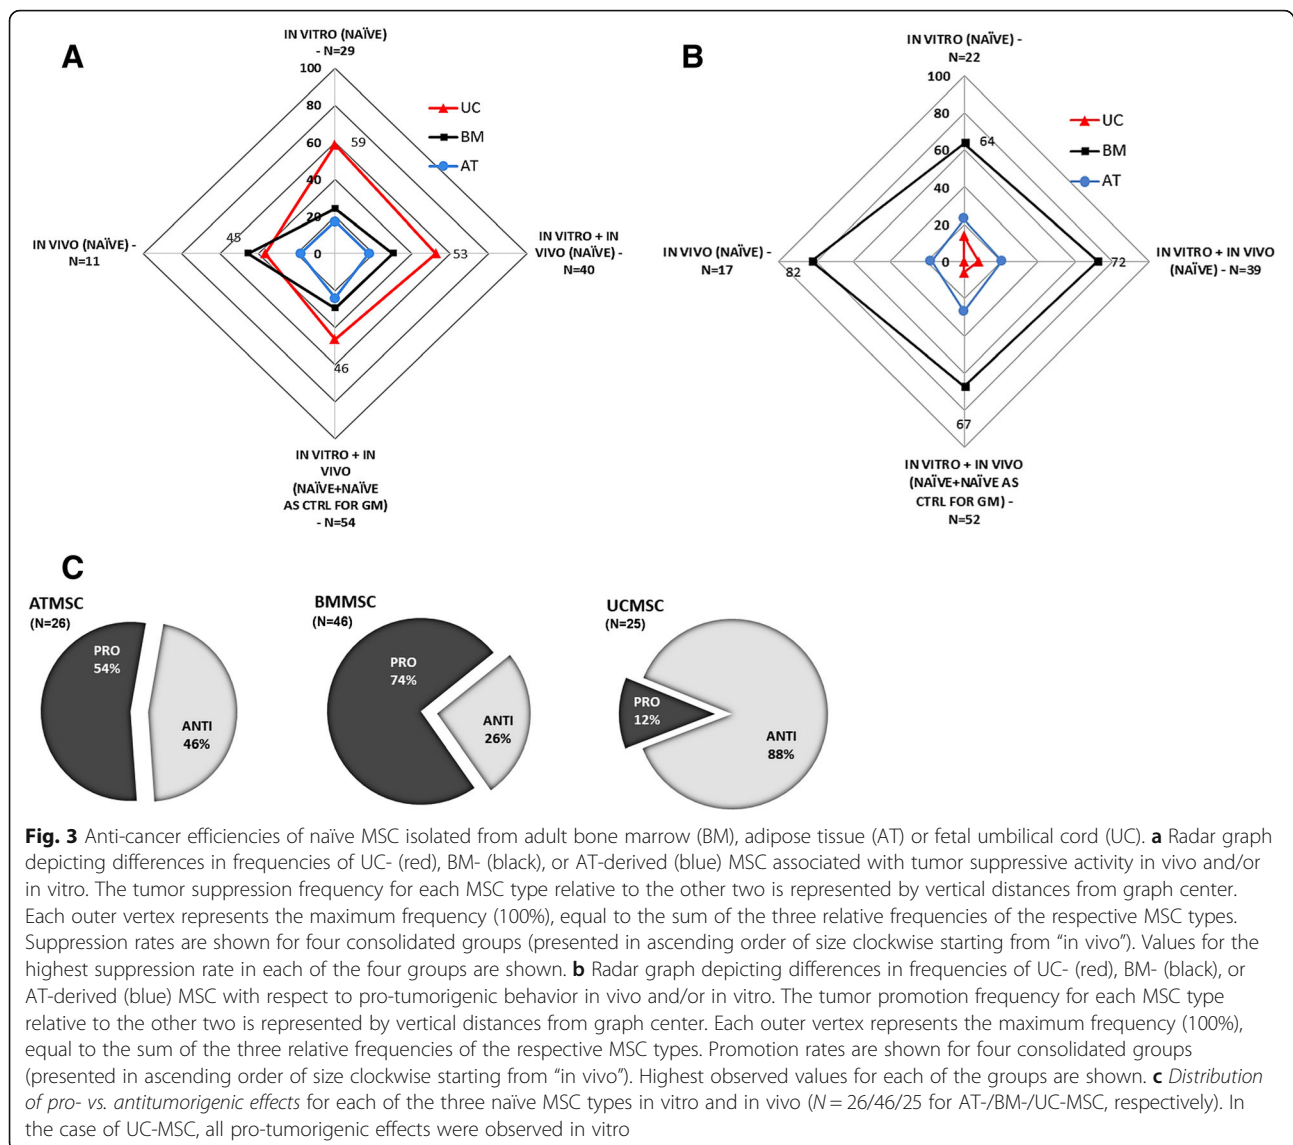 A
IN VITRO (NAÏVE)
- N=29
100
80
60
40
20
0
59
53
46
45
UC
BM
AT
IN VITRO + IN
VIVO (NAÏVE) -
N=40
IN VIVO (NAÏVE) -
N=11
IN VITRO + IN
VIVO
(NAÏVE+NAÏVE
AS CTRL FOR GM)
- N=54
B
IN VITRO (NAÏVE) -
N=22
100
80
60
40
20
0
64
72
67
82
UC
BM
AT
IN VITRO + IN VIVO
(NAÏVE) - N=39
IN VIVO (NAÏVE) -
N=17
IN VITRO + IN VIVO
(NAÏVE+NAÏVE AS
CTRL FOR GM) -
N=52
C
ATMSC
(N=26)
PRO
54%
ANTI
46%
BMMSC
(N=46)
PRO
74%
ANTI
26%
UCMSC
(N=25)
PRO
12%
ANTI
88%
Fig. 3 Anti-cancer efficiencies of naïve MSC isolated from adult bone marrow (BM), adipose tissue (AT) or fetal umbilical cord (UC). a Radar graph
depicting differences in frequencies of UC- (red), BM- (black), or AT-derived (blue) MSC associated with tumor suppressive activity in vivo and/or
in vitro. The tumor suppression frequency for each MSC type relative to the other two is represented by vertical distances from graph center.
Each outer vertex represents the maximum frequency (100%), equal to the sum of the three relative frequencies of the respective MSC types.
Suppression rates are shown for four consolidated groups (presented in ascending order of size clockwise starting from “in vivo”). Values for the
highest suppression rate in each of the four groups are shown. b Radar graph depicting differences in frequencies of UC- (red), BM- (black), or
AT-derived (blue) MSC with respect to pro-tumorigenic behavior in vivo and/or in vitro. The tumor promotion frequency for each MSC type
relative to the other two is represented by vertical distances from graph center. Each outer vertex represents the maximum frequency (100%),
equal to the sum of the three relative frequencies of the respective MSC types. Promotion rates are shown for four consolidated groups
(presented in ascending order of size clockwise starting from “in vivo”). Highest observed values for each of the groups are shown. c Distribution
of pro- vs. antitumorigenic effects for each of the three naïve MSC types in vitro and in vivo (N = 26/46/25 for AT-/BM-/UC-MSC, respectively). In
the case of UC-MSC, all pro-tumorigenic effects were observed in vitro